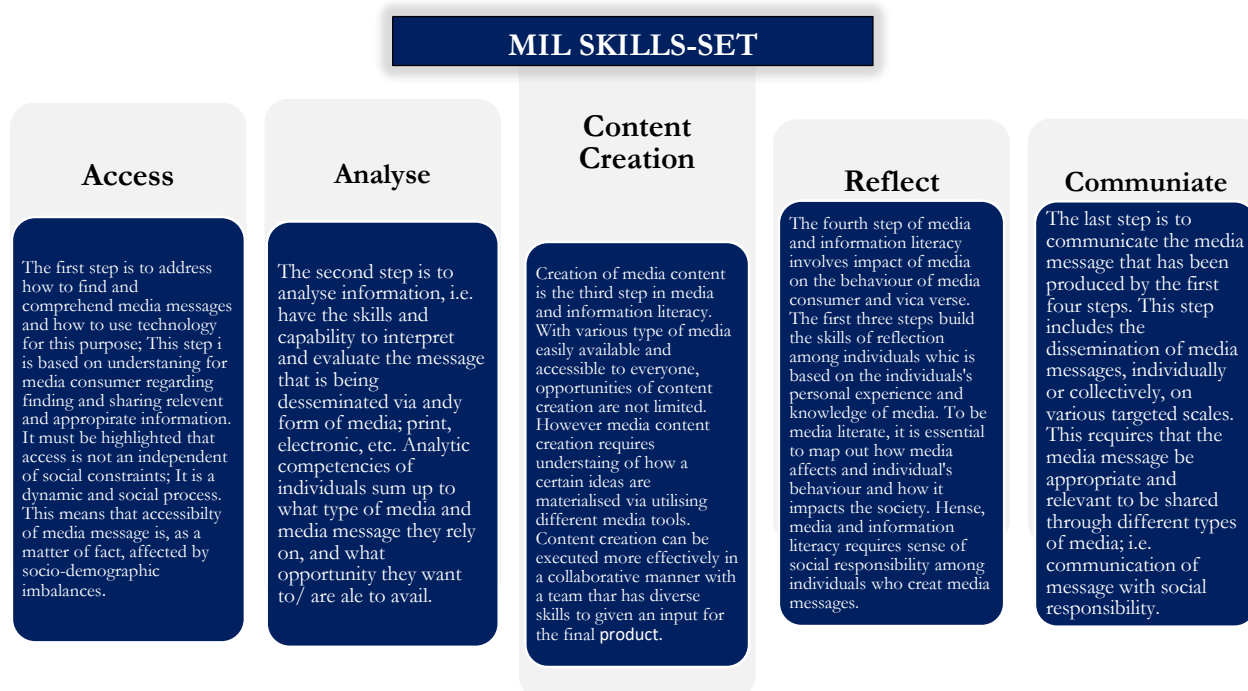 MIL SKILLS-SET
Access
The first step is to address
how to find and
comprehend media messages
and how to use technology
for this purpose; This step i
is based on understaning for
media consumer regarding
finding and sharing relevent
and appopirate information.
It must be highlighted that
access is not an independent
of social constraints; It is a
dynamic and social process.
This means that accessibilty
of media message is, as a
matter of fact, affected by
socio-demographic
imbalances.
Analyse
The second step is to
analyse information, i.e.
have the skills and
capability to interpret
and evaluate the message
that is being
desseminated via andy
form of media; print,
electronic, etc. Analytic
competencies of
individuals sum up to
what type of media and
media message they rely
on, and what
opportunity they want
to/ are ale to avail.
Content
Creation
Creation of media content
is the third step in media
and information literacy.
With various type of media
easily available and
accessible to everyone,
opportunities of content
creation are not limited.
However media content
creation requires
understaing of how a
certain ideas are
materialised via utilising
different media tools.
Content creation can be
executed more effectively in
a collaborative manner with
a team thar has diverse
skills to given an input for
the final product.
Reflect
The fourth step of media
and information literacy
involves impact of media
on the behaviour of media
consumer and vica verse.
The first three steps build
the skills of reflection
among individuals whic is
based on the individuals's
personal experience and
knowledge of media. To be
media literate, it is essential
to map out how media
affects and individual's
behaviour and how it
impacts the society. Hense,
media and information
literacy requires sense of
social responsibility among
individuals who creat media
messages.
Communiate
The last step is to
communicate the media
message that has been
produced by the first
four steps. This step
includes the
dissemination of media
messages, individually
or collectively, on
various targeted scales.
This requires that the
media message be
appropriate and
relevant to be shared
through different types
of media; i.e.
communication of
message with social
responsibility.